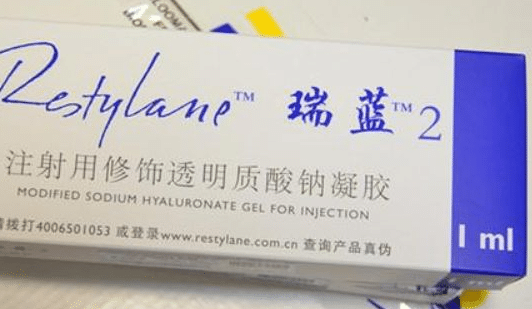 Restylane™ 瑞蓝™2
注射用修饰透明质酸钠凝胶
MODIFIED SODIUM HYALURONATE GEL FOR INJECTION
请拨打4006501053 或登录www.restylane.com.cn 查询产品真伪
1 ml